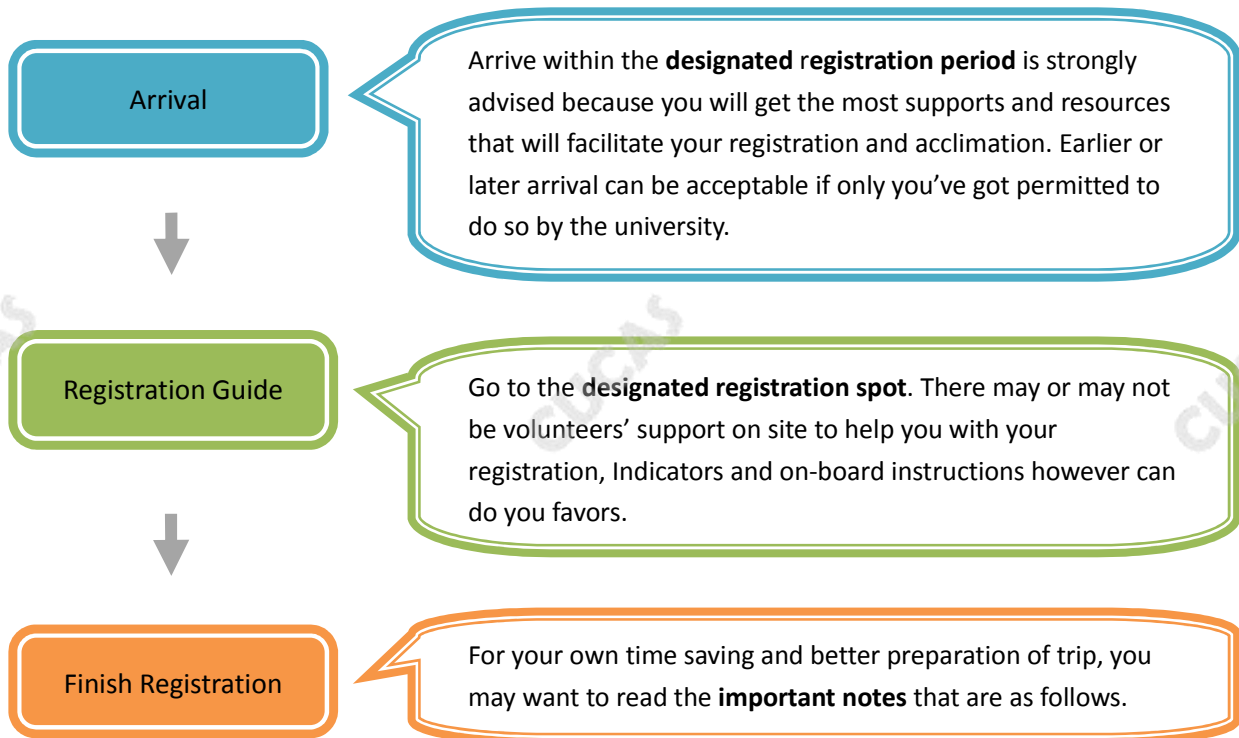 Arrival
Arrive within the designated registration period is strongly
advised because you will get the most supports and resources
that will facilitate your registration and acclimation. Earlier or
later arrival can be acceptable if only you’ve got permitted to
do so by the university.
Registration Guide
Go to the designated registration spot. There may or may not
be volunteers’ support on site to help you with your
registration, Indicators and on-board instructions however can
do you favors.
CUCAS
Finish Registration
For your own time saving and better preparation of trip, you
may want to read the important notes that are as follows.